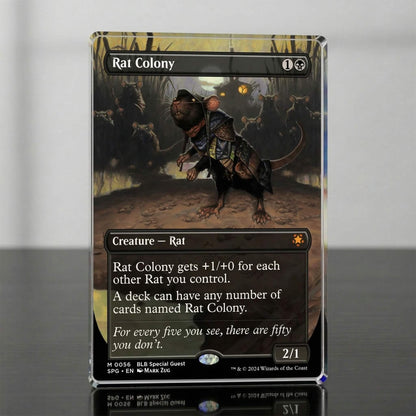 Rat Colony 1
Creature — Rat
Rat Colony gets +1/+0 for each
other Rat you control.
A deck can have any number of
cards named Rat Colony.
For every five you see, there are fifty
you don't.
2/1
M 0056 BLB Special Guest
SPG • EN Mark Zug ™ & © 2024 Wizards of the Coast